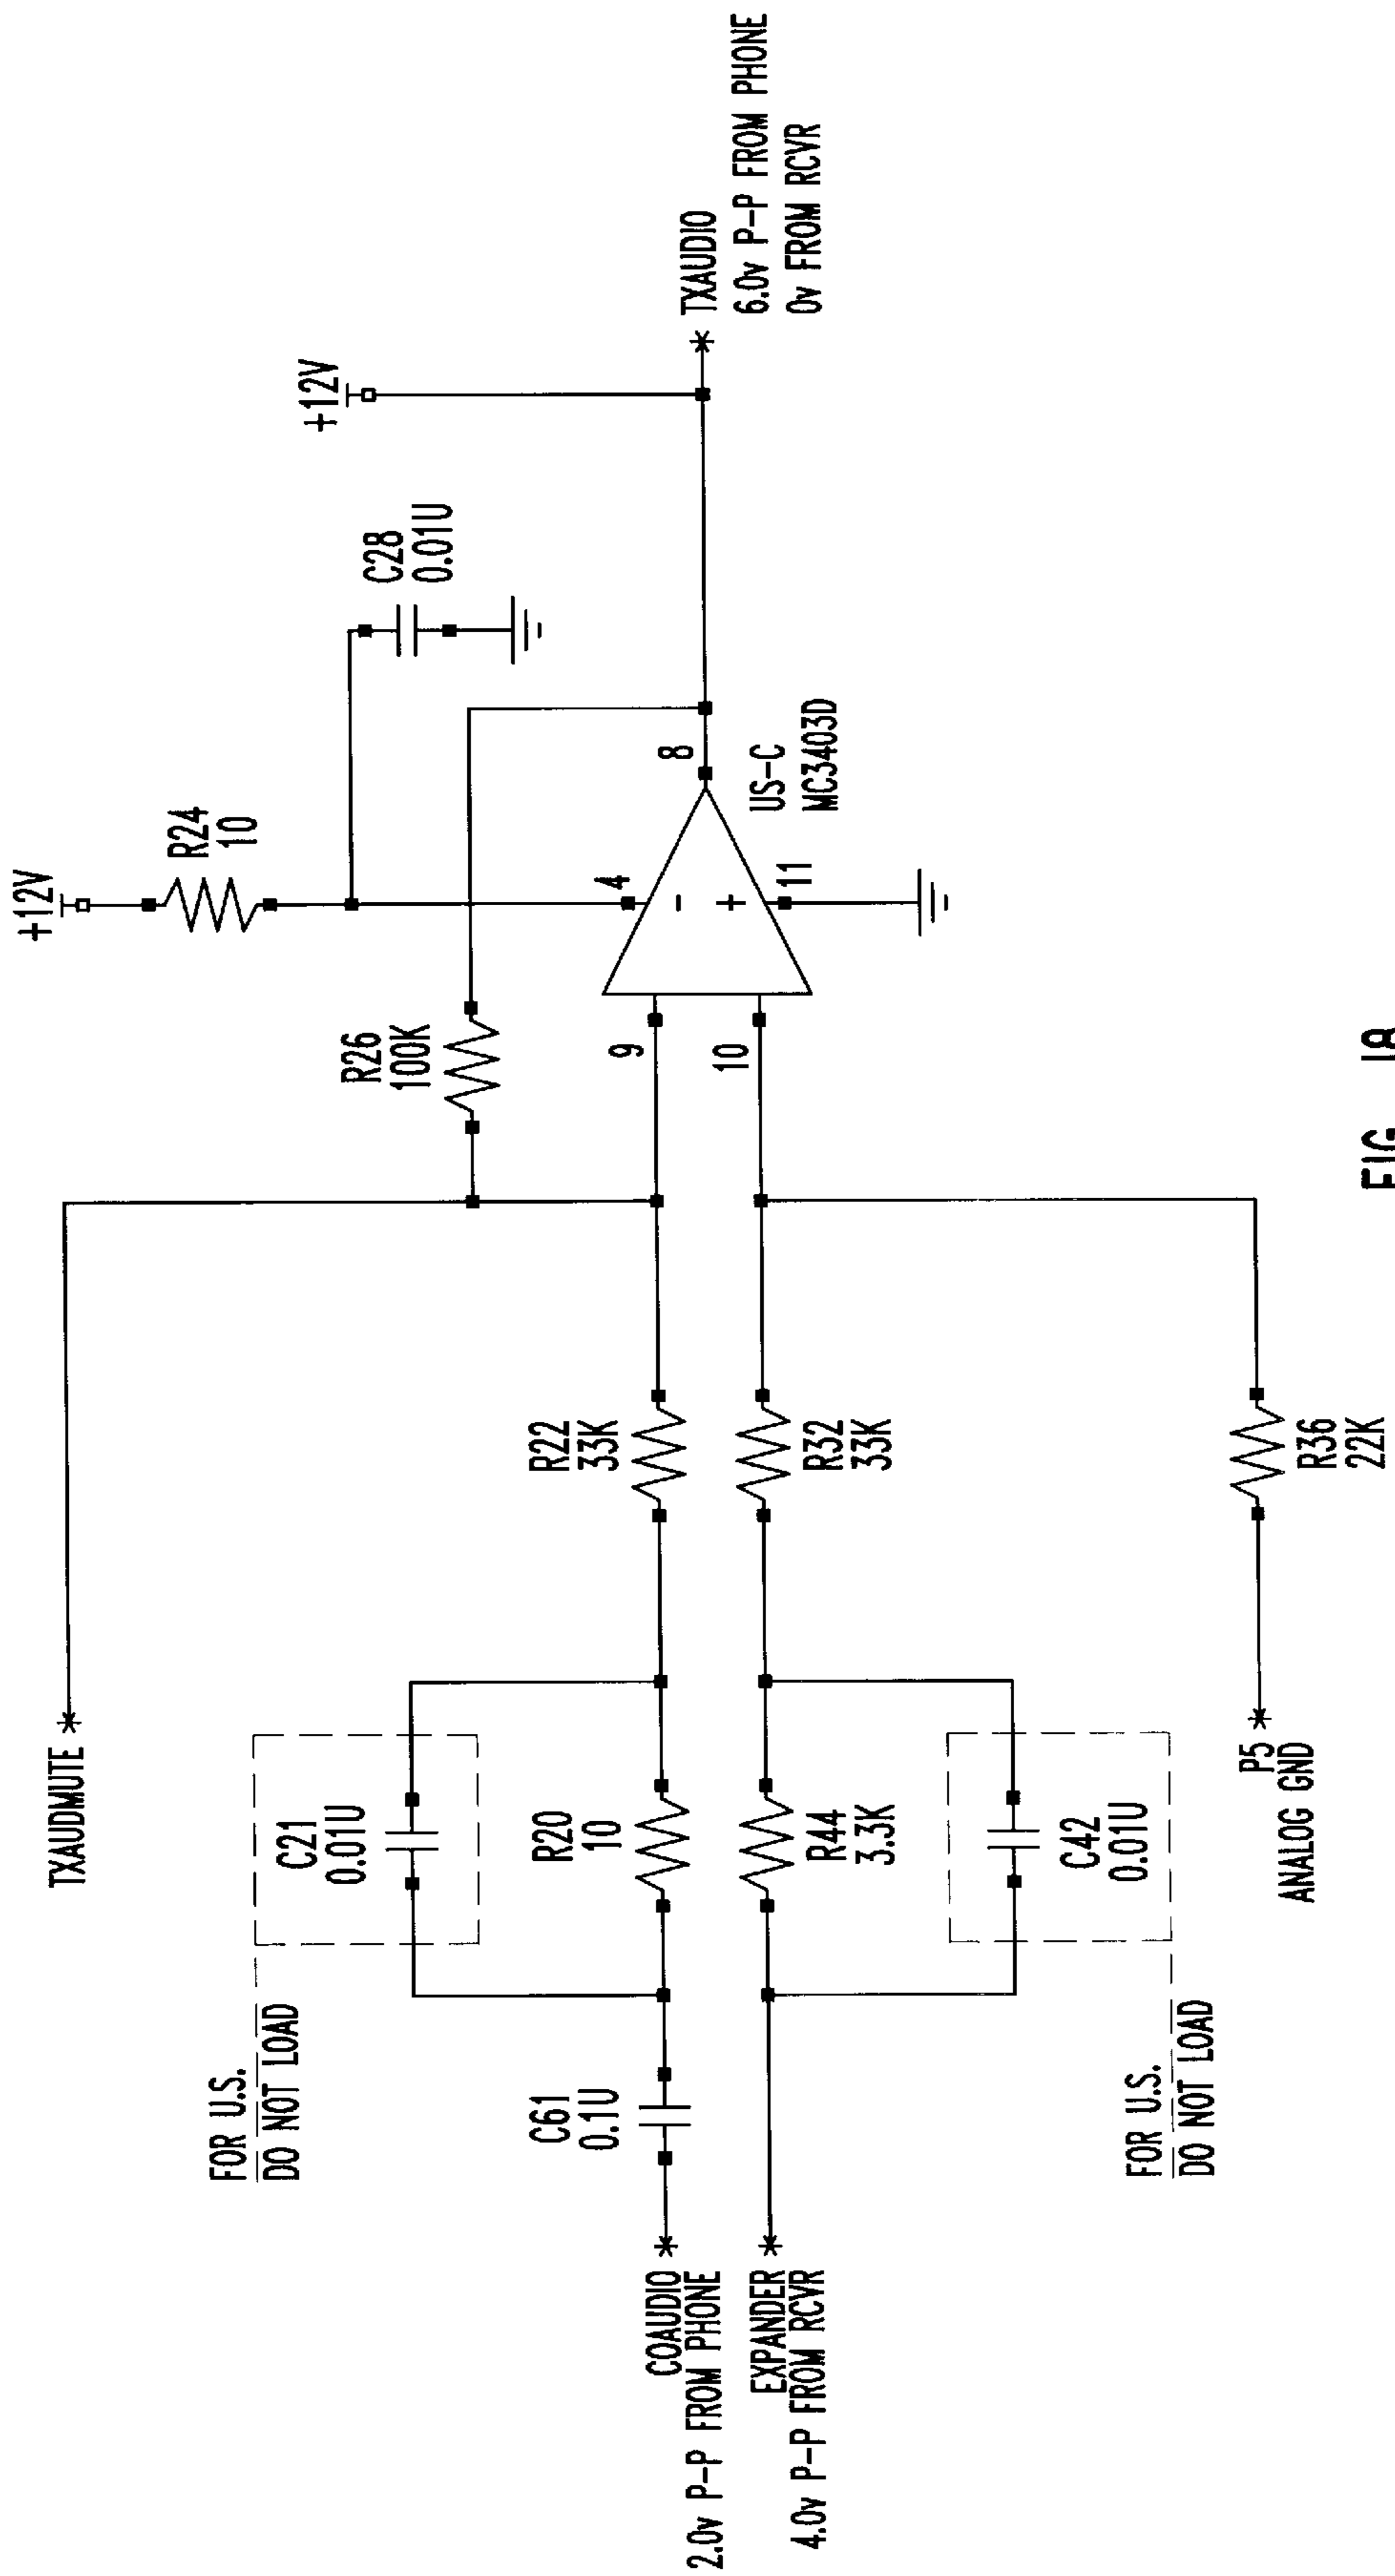 +12V
R24
10
C28
0.01U
+12V
TXAUDMUTE
R26
100K
FOR U.S.
DO NOT LOAD
C21
0.01U
C61
0.1U
R20
10
R22
33K
9
4
8
COAUDIO
2.0v P-P FROM PHONE
EXPANDER
4.0v P-P FROM RCVR
R44
3.3K
R32
33K
10
-
+
11
US-C
MC3403D
TXAUDIO
6.0v P-P FROM PHONE
0v FROM RCVR
FOR U.S.
DO NOT LOAD
C42
0.01U
P5
ANALOG GND
R36
22K